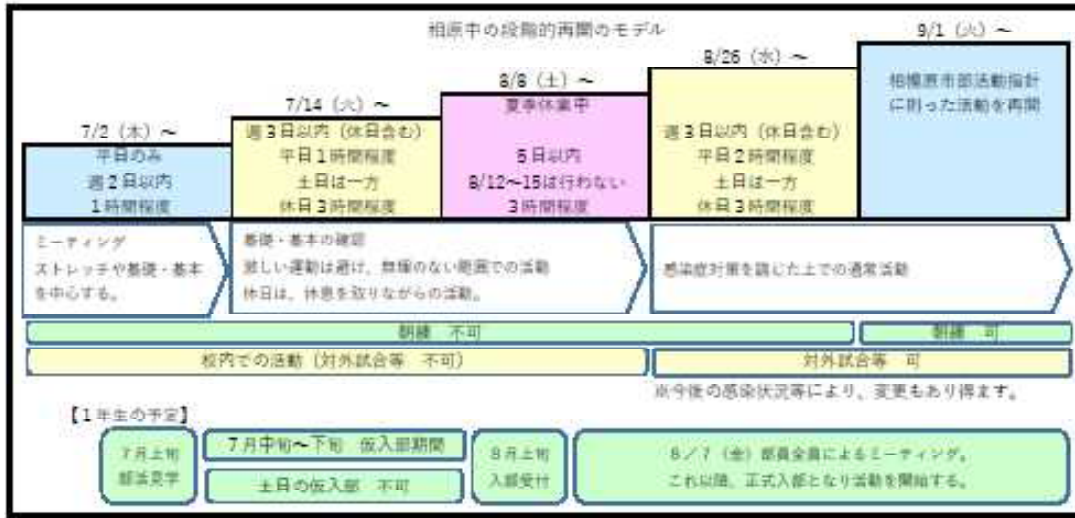 相原中の段階的再開のモデル
7/2（木）～
平日のみ
週2日以内
1時間程度
7/14（火）～
週3日以内（休日含む）
平日1時間程度
土日は一方
休日3時間程度
8/8（土）～
夏季休業中
5日以内
8/12～15は行わない
3時間程度
8/26（水）～
週3日以内（休日含む）
平日2時間程度
土日は一方
休日3時間程度
9/1（火）～
相模原市部活動指針
に則った活動を再開
ミーティング
ストレッチや基礎・基本
を中心する。
基礎・基本の確認
激しい運動は避け、無理のない範囲での活動
休日は、休息を取りながらの活動。
感染症対策を講じた上での通常活動
朝練　不可
朝練　可
校内での活動（対外試合等　不可）
対外試合等　可
※今後の感染状況等により、変更もあり得ます。
【1年生の予定】
7月上旬
部活見学
7月中旬～下旬　仮入部期間
土日の仮入部　不可
8月上旬
入部受付
8／7（金）部員全員によるミーティング。
これ以降、正式入部となり活動を開始する。